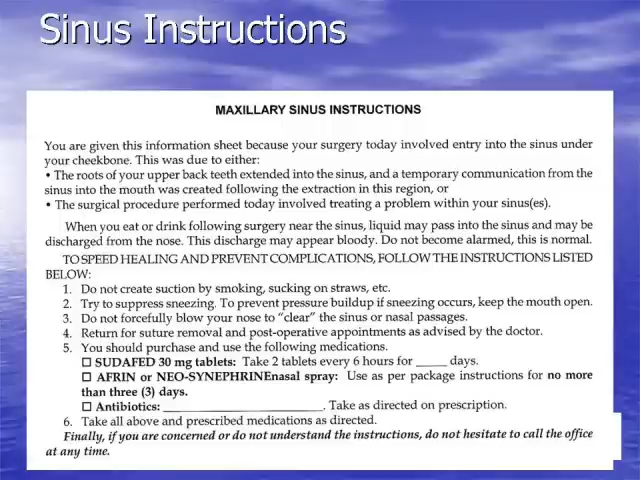 Sinus Instructions
MAXILLARY SINUS INSTRUCTIONS
You are given this information sheet because your surgery today involved entry into the sinus under
your cheekbone. This was due to either:
• The roots of your upper back teeth extended into the sinus, and a temporary communication from the
sinus into the mouth was created following the extraction in this region, or
• The surgical procedure performed today involved treating a problem within your sinus(es).
When you eat or drink following surgery near the sinus, liquid may pass into the sinus and may be
discharged from the nose. This discharge may appear bloody. Do not become alarmed, this is normal.
TO SPEED HEALING AND PREVENT COMPLICATIONS, FOLLOW THE INSTRUCTIONS LISTED
BELOW:
1. Do not create suction by smoking, sucking on straws, etc.
2. Try to suppress sneezing. To prevent pressure buildup if sneezing occurs, keep the mouth open.
3. Do not forcefully blow your nose to “clear” the sinus or nasal passages.
4. Return for suture removal and post-operative appointments as advised by the doctor.
5. You should purchase and use the following medications.
☐ SUDAFED 30 mg tablets: Take 2 tablets every 6 hours for _____ days.
☐ AFRIN or NEO-SYNEPHRINEnasal spray: Use as per package instructions for no more
than three (3) days.
☐ Antibiotics: __________________________. Take as directed on prescription.
6. Take all above and prescribed medications as directed.
Finally, if you are concerned or do not understand the instructions, do not hesitate to call the office
at any time.